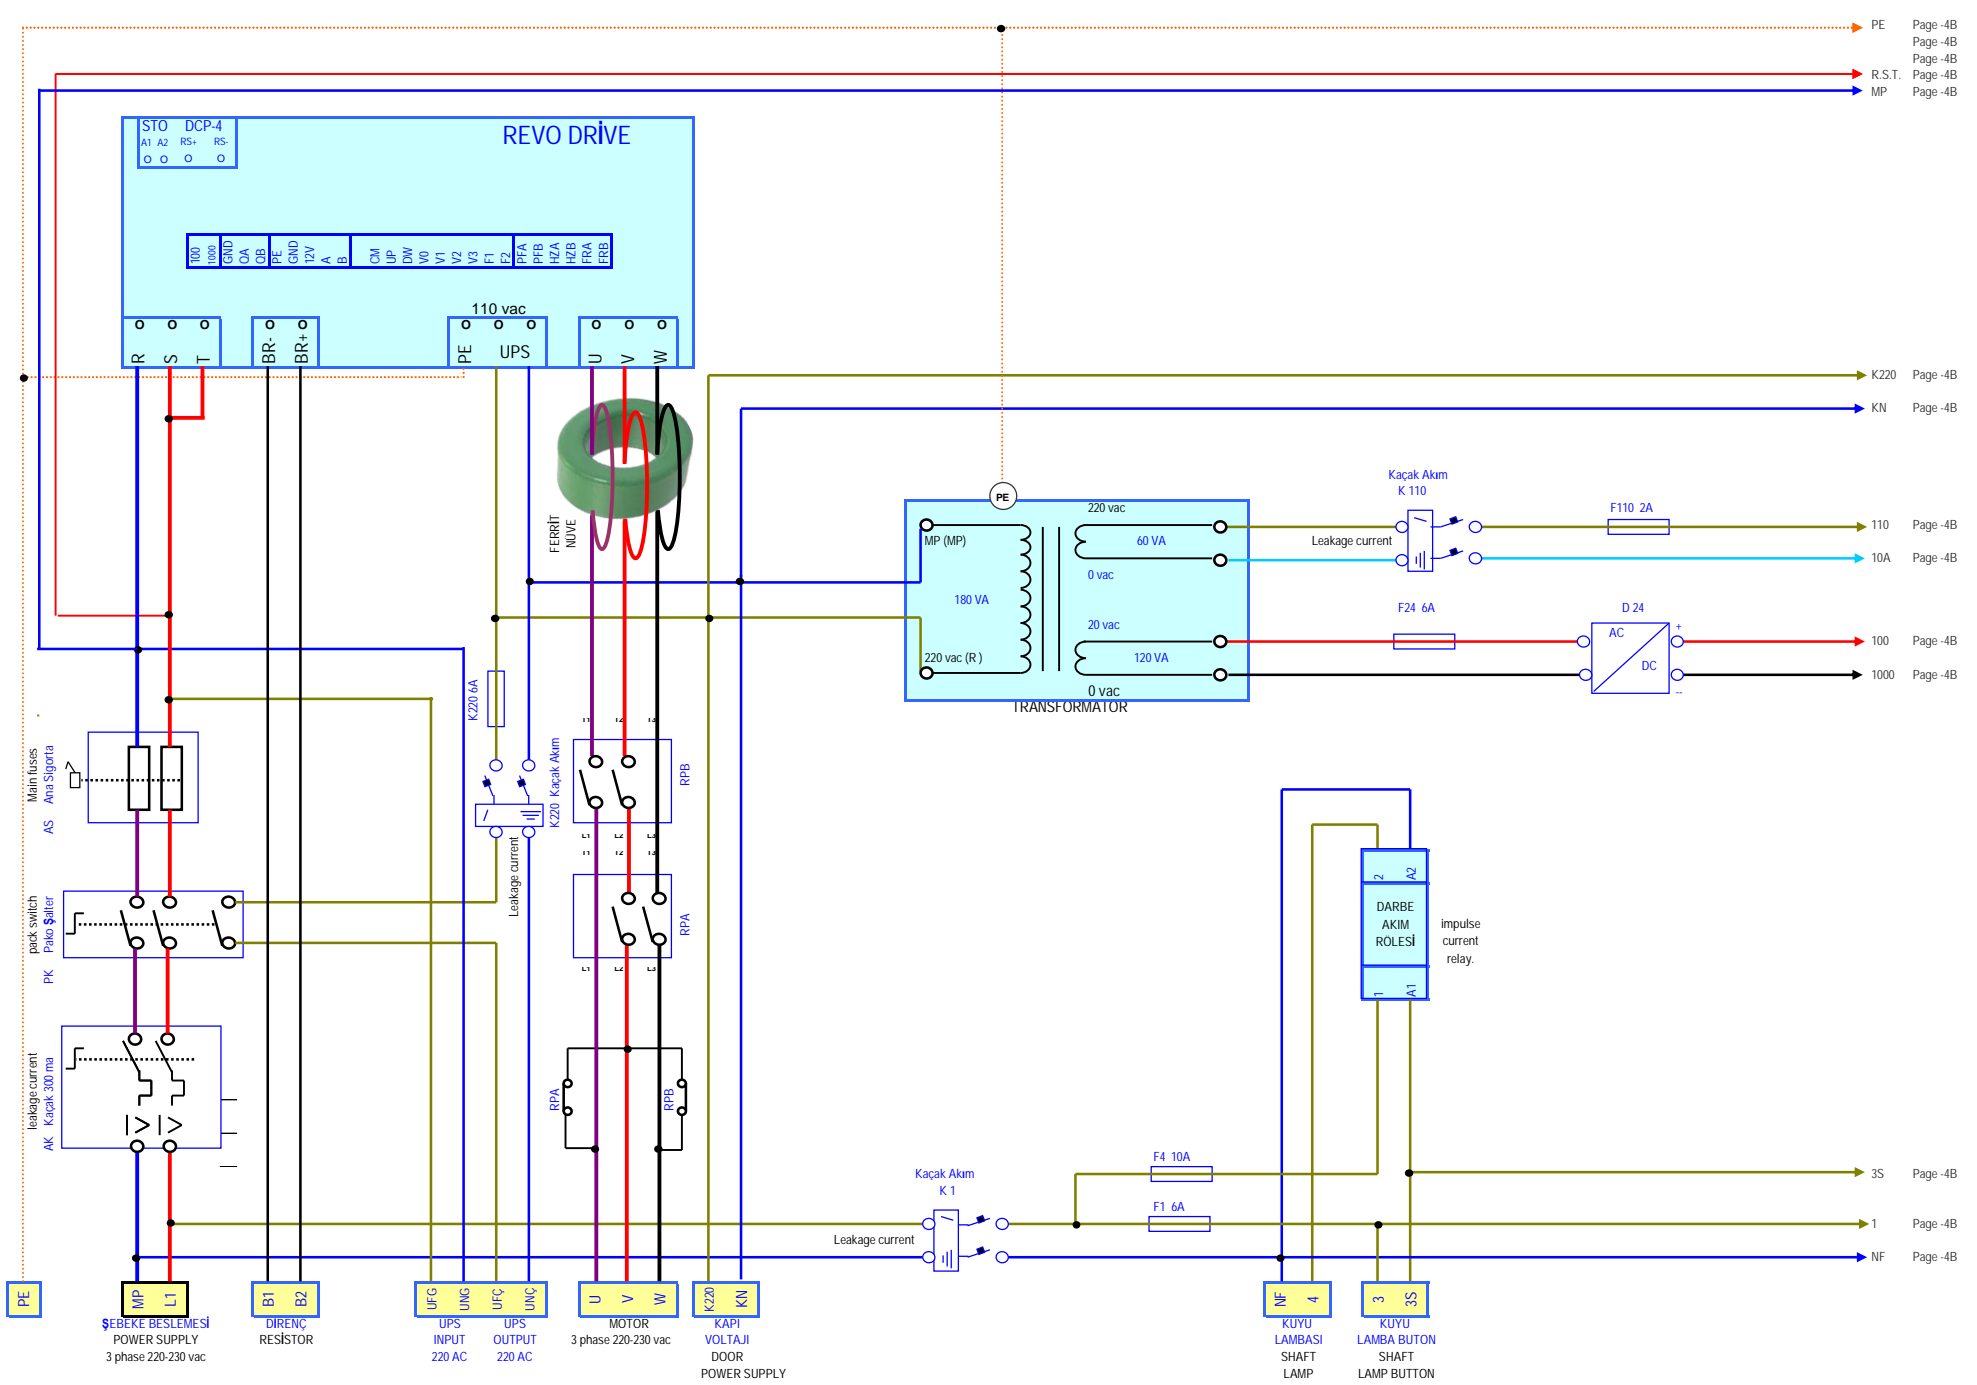 PE Page -4B
Page -4B
Page -4B
R.S.T. Page -4B
MP Page -4B
STO DCP-4
A1 A2 RS+ RS-
REVO DRİVE
100
1000
GND
QA
QB
PE
GND
12V
A
B
CM
UP
DW
V0
V1
V2
V3
F1
F2
PFA
PFB
HZA
HZB
FRA
FRB
110 vac
R
S
T
BR-
BR+
PE
UPS
U
V
W
K220 Page -4B
KN Page -4B
FERRİT
NÜVE
PE
220 vac
MP (MP)
60 VA
0 vac
180 VA
20 vac
220 vac (R )
120 VA
0 vac
TRANSFORMATÖR
Kaçak Akım
K 110
Leakage current
F110 2A
110 Page -4B
10A Page -4B
F24 6A
D 24
AC
DC
+
--
100 Page -4B
1000 Page -4B
K220 6A
K220 Kaçak Akım
Leakage current
Main fuses
AS Ana Sigorta
pack switch
PK Pako Şalter
leakage current
AK Kaçak 300 ma
RPB
RPA
RPA
RPB
2
A2
DARBE
AKIM
RÖLESİ
1
A1
impulse
current
relay.
Kaçak Akım
K 1
Leakage current
F4 10A
F1 6A
3S Page -4B
1 Page -4B
NF Page -4B
PE
MP
L1
ŞEBEKE BESLEMESİ
POWER SUPPLY
3 phase 220-230 vac
B1
B2
DİRENÇ
RESİSTOR
UFG
UNG
UPS
INPUT
220 AC
UFÇ
UNÇ
UPS
OUTPUT
220 AC
U
V
W
MOTOR
3 phase 220-230 vac
K220
KN
KAPI
VOLTAJI
DOOR
POWER SUPPLY
NF
4
KUYU
LAMBASI
SHAFT
LAMP
3
3S
KUYU
LAMBA BUTON
SHAFT
LAMP BUTTON